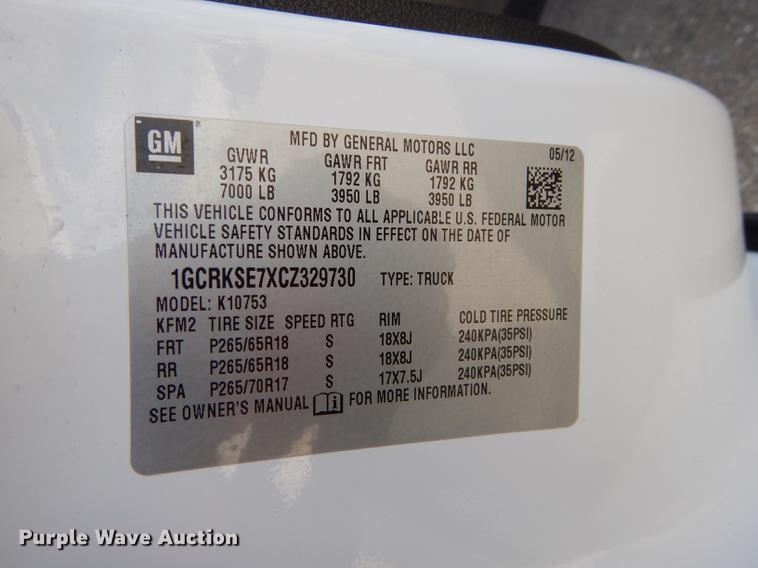 GM
MFD BY GENERAL MOTORS LLC 05/12
GVWR GAWR FRT GAWR RR
3175 KG 1792 KG 1792 KG
7000 LB 3950 LB 3950 LB
THIS VEHICLE CONFORMS TO ALL APPLICABLE U.S. FEDERAL MOTOR
VEHICLE SAFETY STANDARDS IN EFFECT ON THE DATE OF
MANUFACTURE SHOWN ABOVE.
1GCRKSE7XCZ329730 TYPE: TRUCK
MODEL: K10753
KFM2 TIRE SIZE SPEED RTG RIM COLD TIRE PRESSURE
FRT P265/65R18 S 18X8J 240KPA(35PSI)
RR P265/65R18 S 18X8J 240KPA(35PSI)
SPA P265/70R17 S 17X7.5J 240KPA(35PSI)
SEE OWNER'S MANUAL i FOR MORE INFORMATION.
Purple Wave Auction